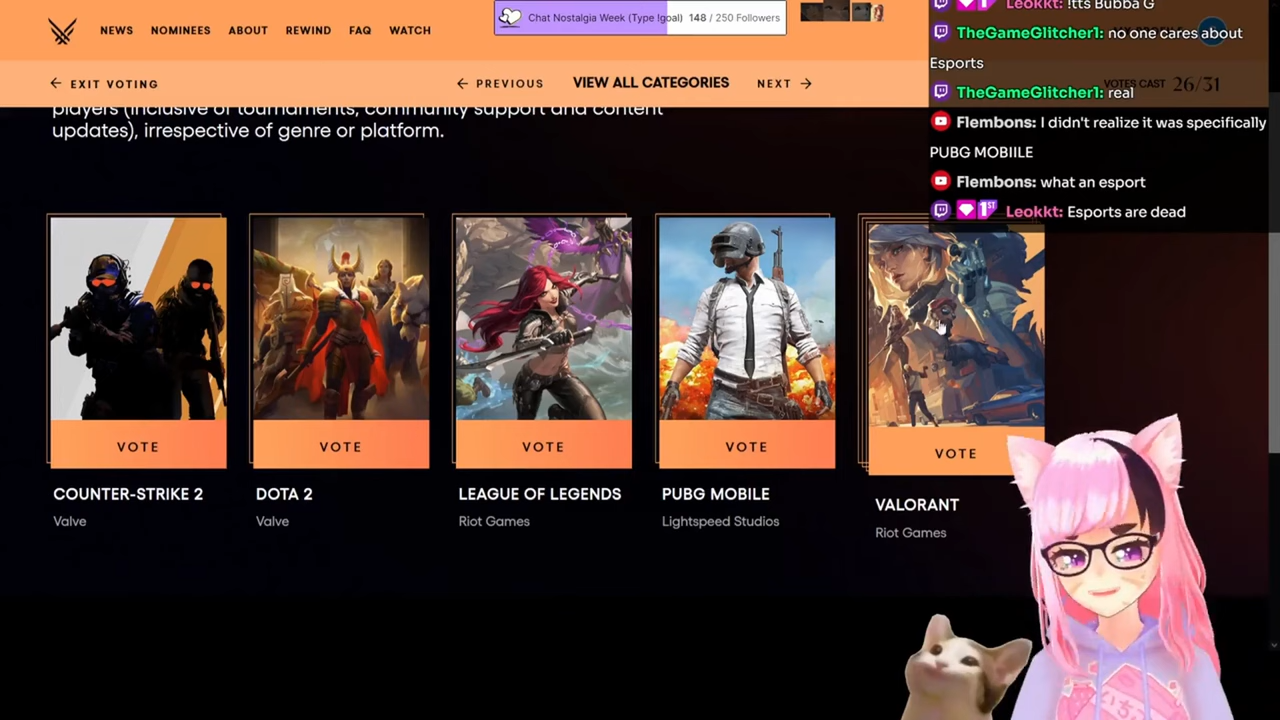 NEWS NOMINEES ABOUT REWIND FAQ WATCH
Chat Nostalgia Week (Type !goal) 148 / 250 Followers
EXIT VOTING
PREVIOUS VIEW ALL CATEGORIES NEXT
VOTES CAST 26/31
Leokkt: !tts Bubba G
TheGameGlitcher1: no one cares about
Esports
TheGameGlitcher1: real
Flembons: I didn't realize it was specifically
PUBG MOBIILE
Flembons: what an esport
1ST Leokkt: Esports are dead
players (inclusive of tournaments, community support and content
updates), irrespective of genre or platform.
VOTE
COUNTER-STRIKE 2
Valve
VOTE
DOTA 2
Valve
VOTE
LEAGUE OF LEGENDS
Riot Games
VOTE
PUBG MOBILE
Lightspeed Studios
VOTE
VALORANT
Riot Games